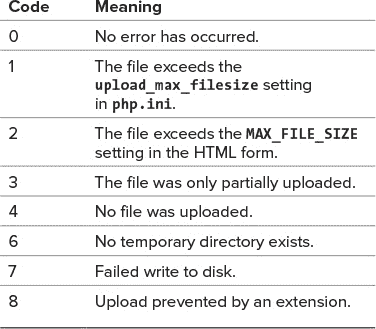 Code Meaning
0 No error has occurred.
1 The file exceeds the
upload_max_filesize setting
in php.ini.
2 The file exceeds the MAX_FILE_SIZE
setting in the HTML form.
3 The file was only partially uploaded.
4 No file was uploaded.
6 No temporary directory exists.
7 Failed write to disk.
8 Upload prevented by an extension.